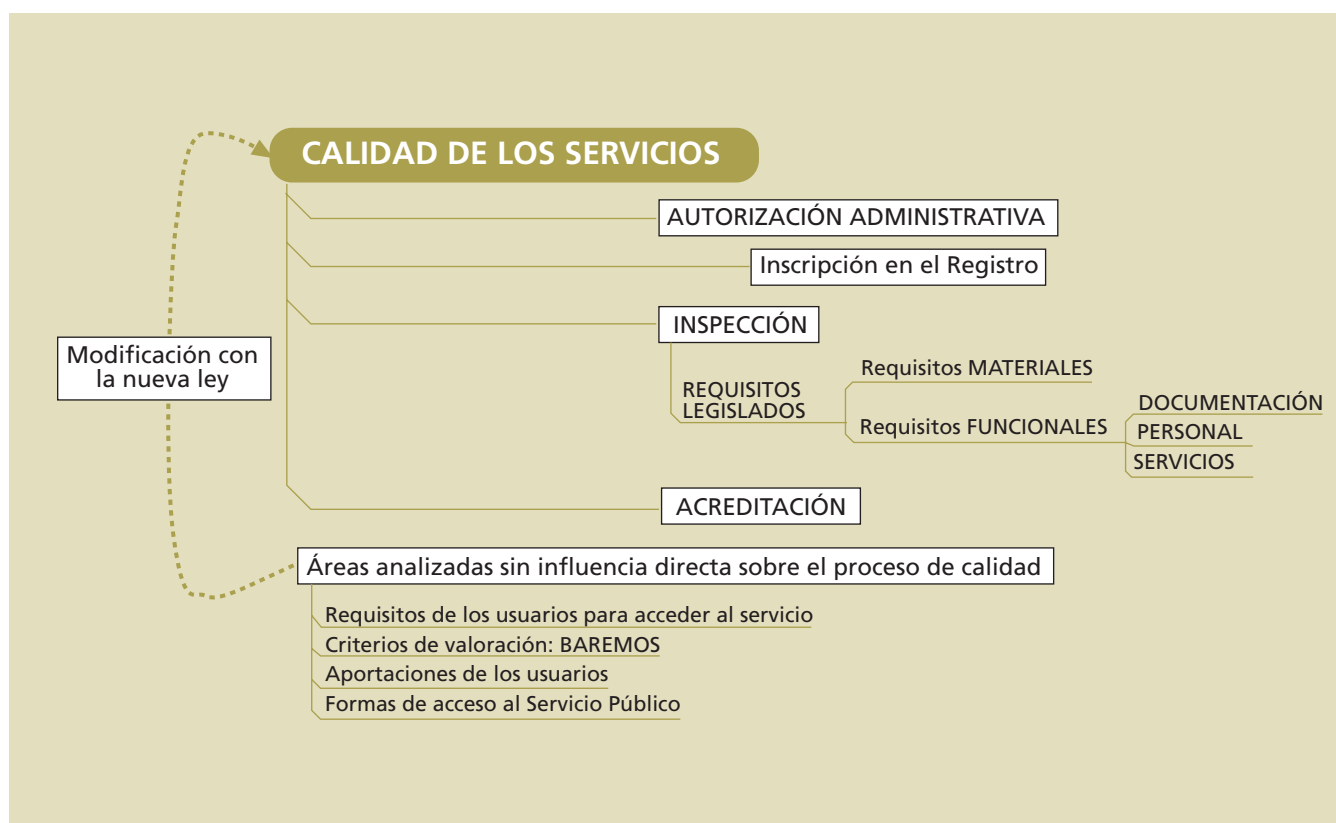 CALIDAD DE LOS SERVICIOS
AUTORIZACIÓN ADMINISTRATIVA
Inscripción en el Registro
INSPECCIÓN
Modificación con
la nueva ley
REQUISITOS
LEGISLADOS
Requisitos MATERIALES
Requisitos FUNCIONALES
DOCUMENTACIÓN
PERSONAL
SERVICIOS
ACREDITACIÓN
Áreas analizadas sin influencia directa sobre el proceso de calidad
Requisitos de los usuarios para acceder al servicio
Criterios de valoración: BAREMOS
Aportaciones de los usuarios
Formas de acceso al Servicio Público